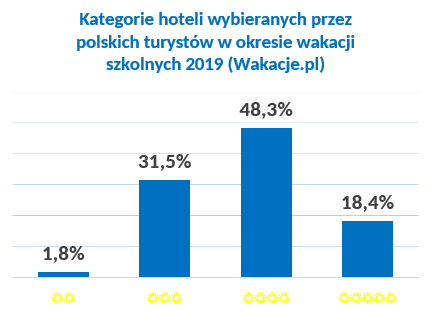 Kategorie hoteli wybieranych przez
polskich turystów w okresie wakacji
szkolnych 2019 (Wakacje.pl)
48,3%
31,5%
18,4%
1,8%